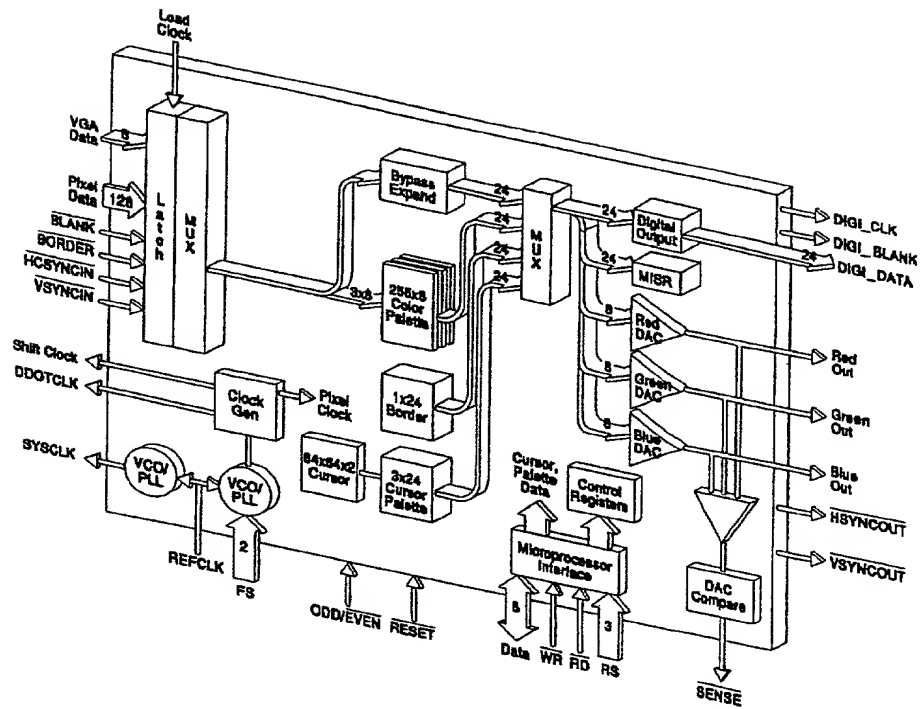 Load
Clock
VGA
Data
8
Pixel
Data
128
BLANK
BORDER
HCSYNCIN
VSYNCIN
Latch
MUX
Shift Clock
DDOTCLK
SYSCLK
VCO/
PLL
VCO/
PLL
REFCLK
2
FS
Clock
Gen
Pixel
Clock
Bypass
Expand
3x8
256x8
Color
Palette
1x24
Border
64x64x2
Cursor
3x24
Cursor
Palette
24
24
24
24
MUX
24
24
8
8
8
Digital
Output
MISR
Red
DAC
Green
DAC
Blue
DAC
DIGI_CLK
DIGI_BLANK
24
DIGI_DATA
Red
Out
Green
Out
Blue
Out
HSYNCOUT
VSYNCOUT
Cursor,
Palette
Data
Control
Registers
Microprocessor
Interface
DAC
Compare
ODD/EVEN
RESET
8
Data
WR
RD
3
RS
SENSE